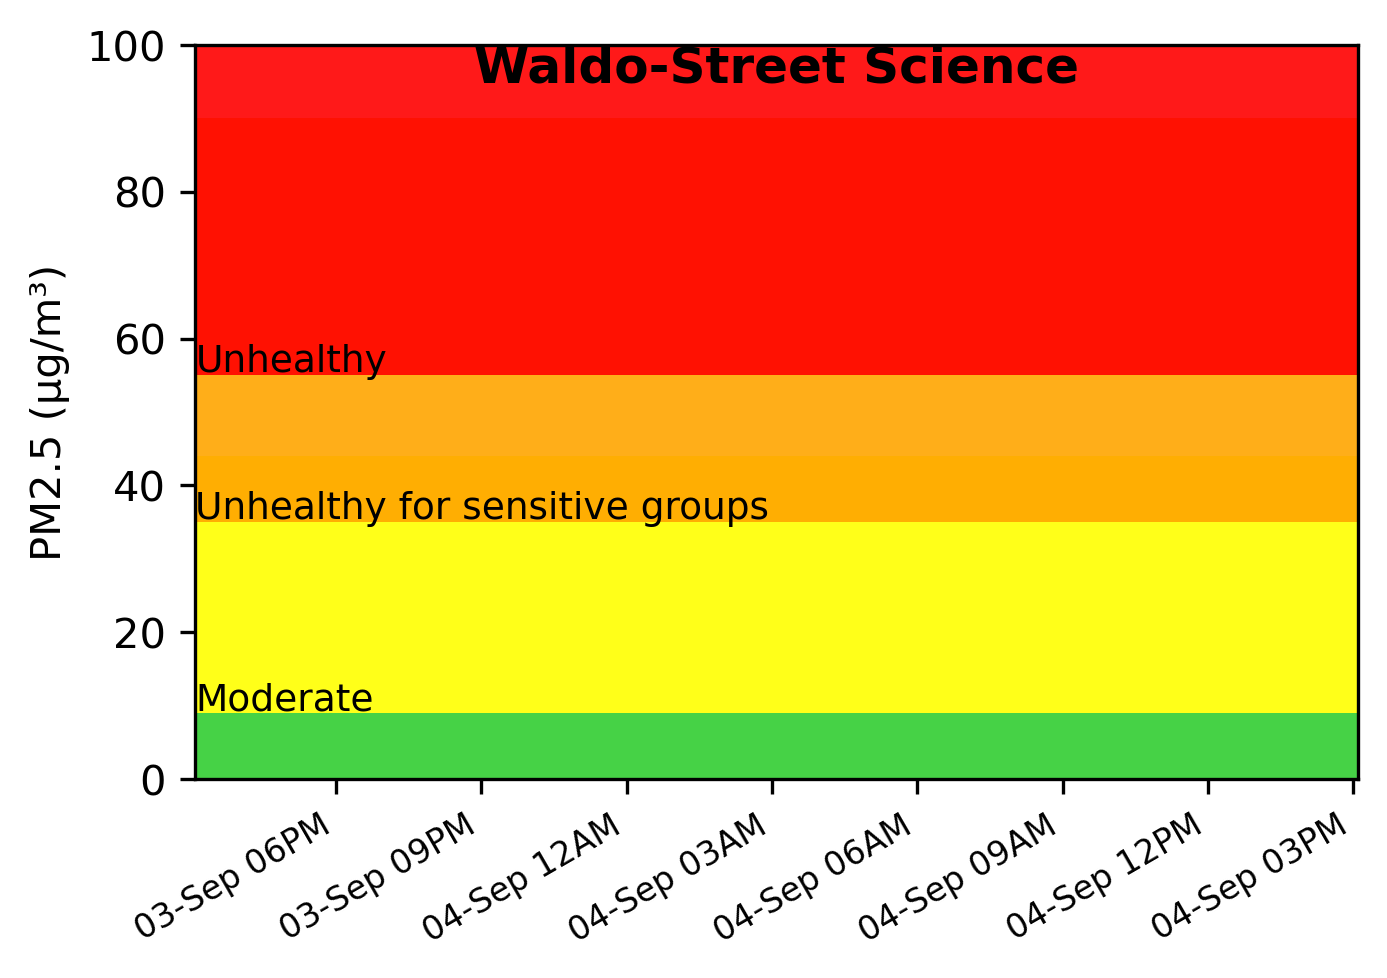 Waldo-Street Science
100
80
60
40
20
0
PM2.5 (µg/m³)
Unhealthy
Unhealthy for sensitive groups
Moderate
03-Sep 06PM
03-Sep 09PM
04-Sep 12AM
04-Sep 03AM
04-Sep 06AM
04-Sep 09AM
04-Sep 12PM
04-Sep 03PM